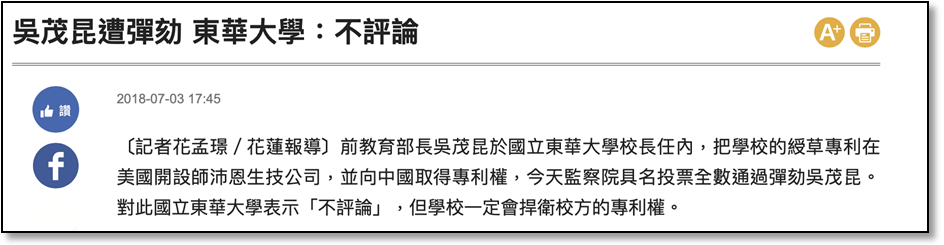 吳茂昆遭彈劾 東華大學：不評論
A+
讚
2018-07-03 17:45
f
〔記者花孟璟／花蓮報導〕前教育部長吳茂昆於國立東華大學校長任內，把學校的綬草專利在
美國開設師沛恩生技公司，並向中國取得專利權，今天監察院具名投票全數通過彈劾吳茂昆。
對此國立東華大學表示「不評論」，但學校一定會捍衛校方的專利權。